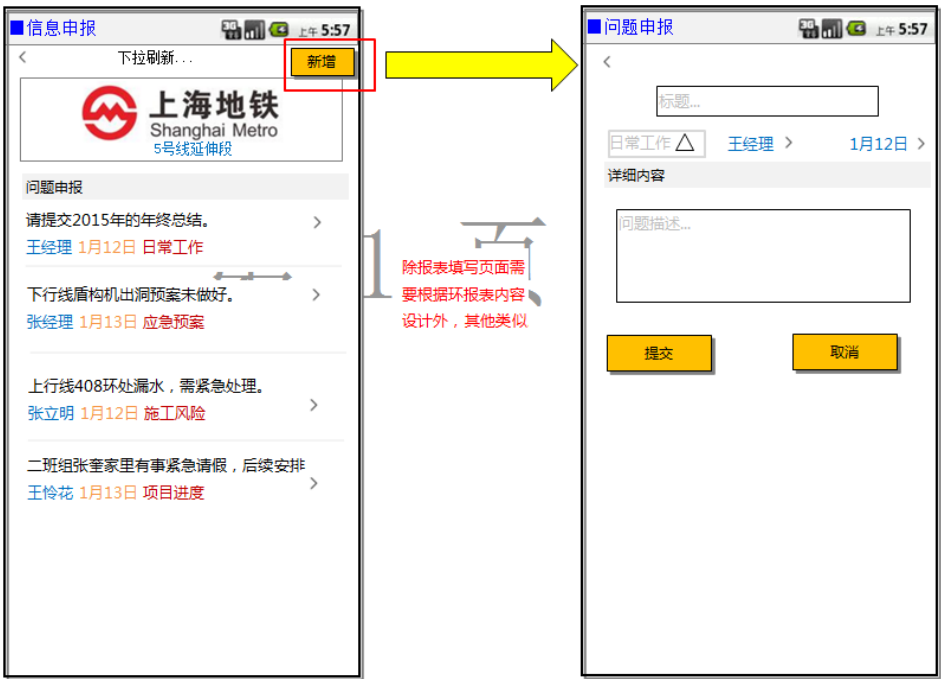 信息申报
3G
上午 5:57
下拉刷新...
新增
上海地铁
Shanghai Metro
5号线延伸段
问题申报
请提交2015年的年终总结。
王经理 1月12日 日常工作
下行线盾构机出洞预案未做好。
张经理 1月13日 应急预案
上行线408环处漏水，需紧急处理。
张立明 1月12日 施工风险
二班组张奎家里有事紧急请假，后续安排
王怜花 1月13日 项目进度
1 页
除报表填写页面需
要根据环报表内容
设计外，其他类似
问题申报
3G
上午 5:57
标题...
日常工作
王经理
1月12日
详细内容
问题描述...
提交
取消